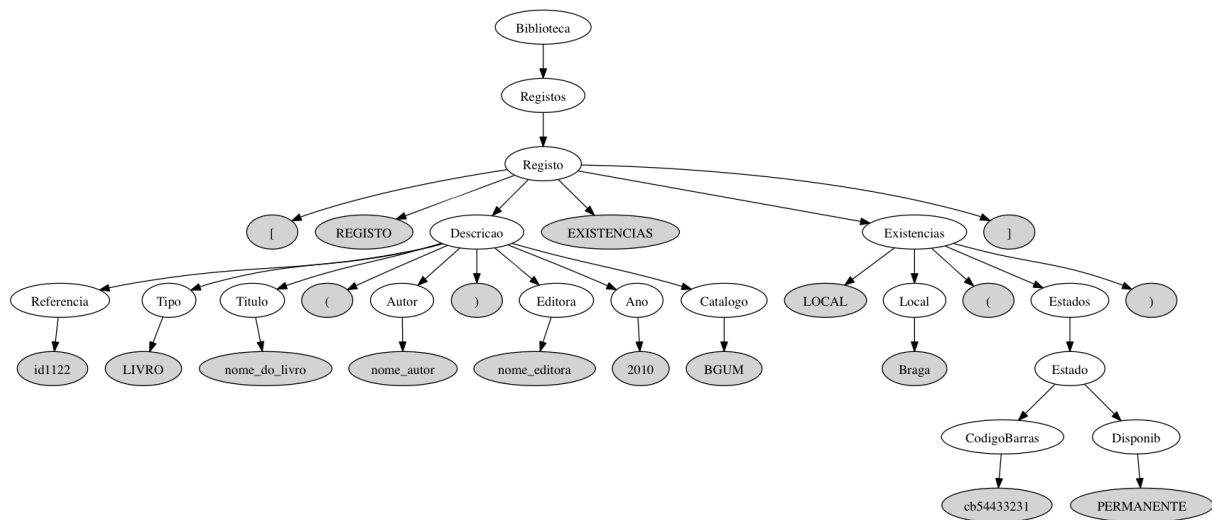 Biblioteca
Registos
Registo
[ REGISTO Descricao EXISTENCIAS Existencias ]
Referencia Tipo Titulo ( Autor ) Editora Ano Catalogo LOCAL Local ( Estados )
id1122 LIVRO nome_do_livro nome_autor nome_editora 2010 BGUM Braga Estado
CodigoBarras Disponib
cb54433231 PERMANENTE